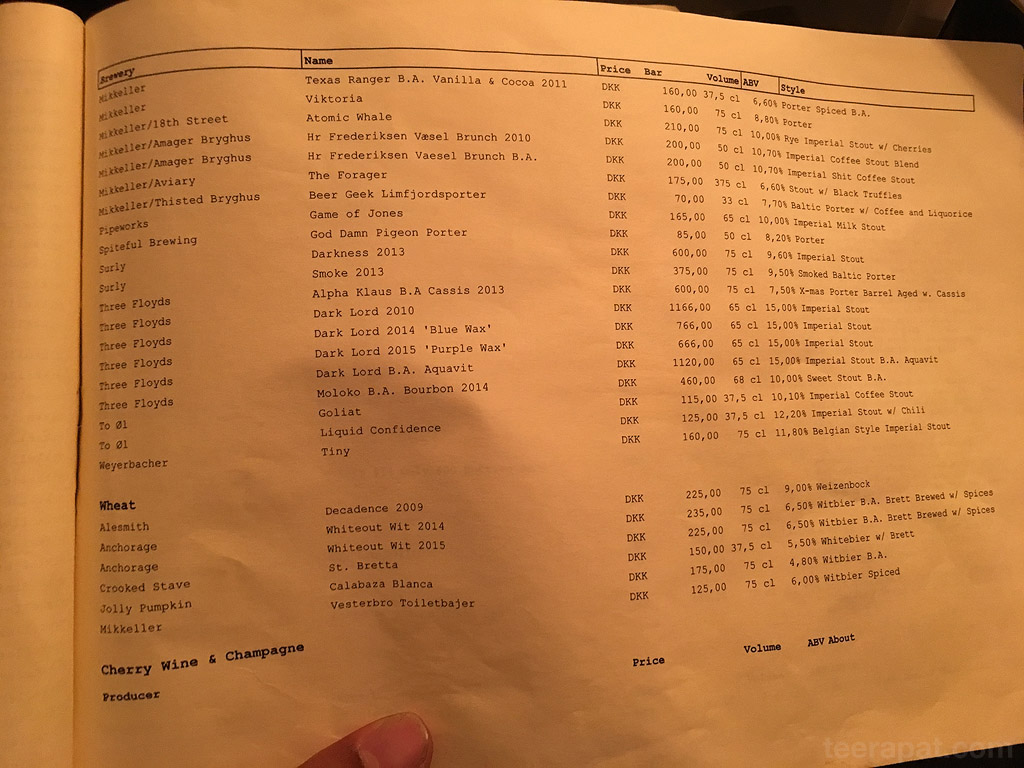 Brewery Name Price Bar Volume ABV Style
Mikkeller Texas Ranger B.A. Vanilla & Cocoa 2011 DKK 160,00 37,5 cl 6,60% Porter Spiced B.A.
Mikkeller Viktoria DKK 160,00 75 cl 8,80% Porter
Mikkeller/18th Street Atomic Whale DKK 210,00 75 cl 10,00% Rye Imperial Stout w/ Cherries
Mikkeller/Amager Bryghus Hr Frederiksen Væsel Brunch 2010 DKK 200,00 50 cl 10,70% Imperial Coffee Stout Blend
Mikkeller/Amager Bryghus Hr Frederiksen Vaesel Brunch B.A. DKK 200,00 50 cl 10,70% Imperial Shit Coffee Stout
Mikkeller/Aviary The Forager DKK 175,00 375 cl 6,60% Stout w/ Black Truffles
Mikkeller/Thisted Bryghus Beer Geek Limfjordsporter DKK 70,00 33 cl 7,70% Baltic Porter w/ Coffee and Liquorice
Pipeworks Game of Jones DKK 165,00 65 cl 10,00% Imperial Milk Stout
Spiteful Brewing God Damn Pigeon Porter DKK 85,00 50 cl 8,20% Porter
Surly Darkness 2013 DKK 600,00 75 cl 9,60% Imperial Stout
Surly Smoke 2013 DKK 375,00 75 cl 9,50% Smoked Baltic Porter
Three Floyds Alpha Klaus B.A Cassis 2013 DKK 600,00 75 cl 7,50% X-mas Porter Barrel Aged w. Cassis
Three Floyds Dark Lord 2010 DKK 1166,00 65 cl 15,00% Imperial Stout
Three Floyds Dark Lord 2014 'Blue Wax' DKK 766,00 65 cl 15,00% Imperial Stout
Three Floyds Dark Lord 2015 'Purple Wax' DKK 666,00 65 cl 15,00% Imperial Stout
Three Floyds Dark Lord B.A. Aquavit DKK 1120,00 65 cl 15,00% Imperial Stout B.A. Aquavit
Three Floyds Moloko B.A. Bourbon 2014 DKK 460,00 68 cl 10,00% Sweet Stout B.A.
To Øl Goliat DKK 115,00 37,5 cl 10,10% Imperial Coffee Stout
To Øl Liquid Confidence DKK 125,00 37,5 cl 12,20% Imperial Stout w/ Chili
Weyerbacher Tiny DKK 160,00 75 cl 11,80% Belgian Style Imperial Stout
Wheat
Alesmith Decadence 2009 DKK 225,00 75 cl 9,00% Weizenbock
Anchorage Whiteout Wit 2014 DKK 235,00 75 cl 6,50% Witbier B.A. Brett Brewed w/ Spices
Anchorage Whiteout Wit 2015 DKK 225,00 75 cl 6,50% Witbier B.A. Brett Brewed w/ Spices
Crooked Stave St. Bretta DKK 150,00 37,5 cl 5,50% Whitebier w/ Brett
Jolly Pumpkin Calabaza Blanca DKK 175,00 75 cl 4,80% Witbier B.A.
Mikkeller Vesterbro Toiletbajer DKK 125,00 75 cl 6,00% Witbier Spiced
Cherry Wine & Champagne
Producer Price Volume ABV About
teerapat.com